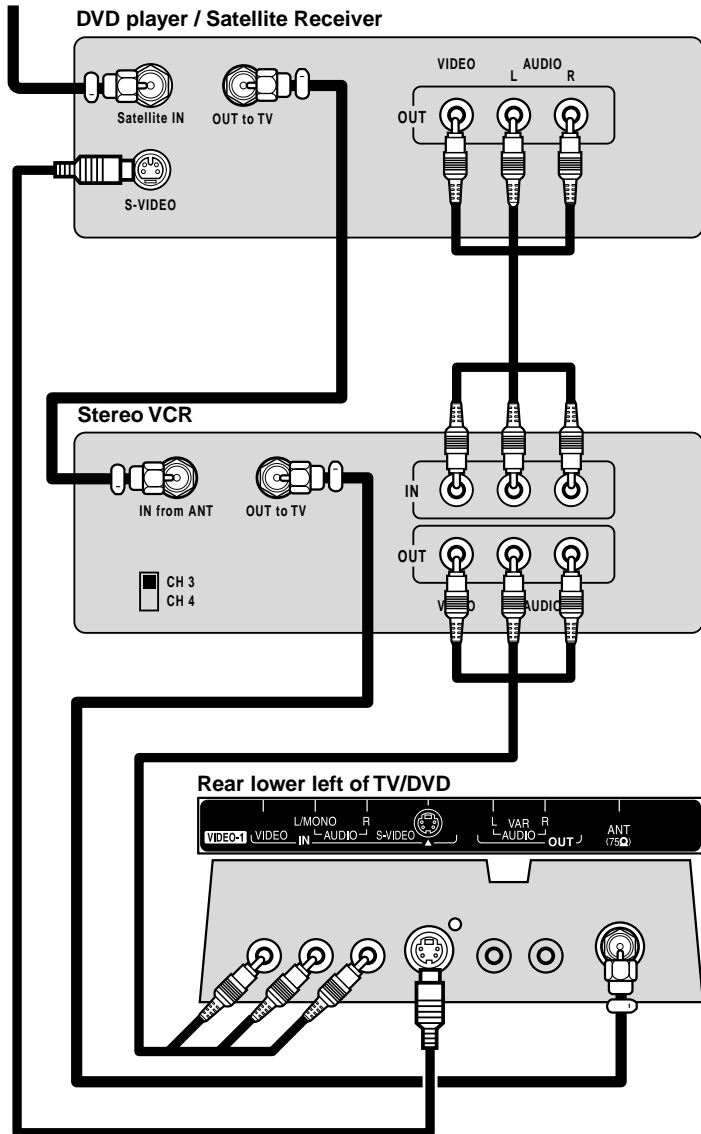 DVD player / Satellite Receiver
VIDEO AUDIO
L R
OUT
Satellite IN OUT to TV
S-VIDEO
Stereo VCR
IN from ANT OUT to TV
IN
OUT
CH 3
CH 4
VIDEO AUDIO
Rear lower left of TV/DVD
L/MONO R L VAR R ANT
VIDEO-1 VIDEO IN AUDIO S-VIDEO AUDIO OUT (75Ω)